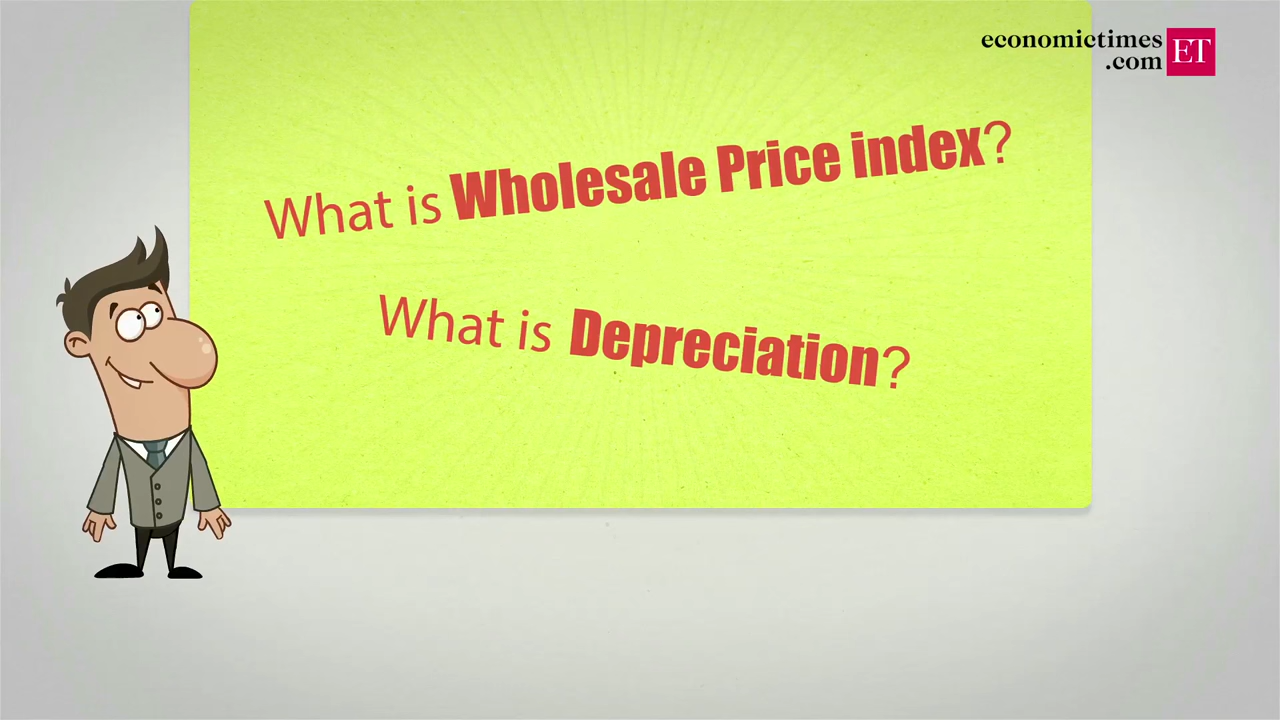 economictimes
.com ET
What is Wholesale Price index?
What is Depreciation?